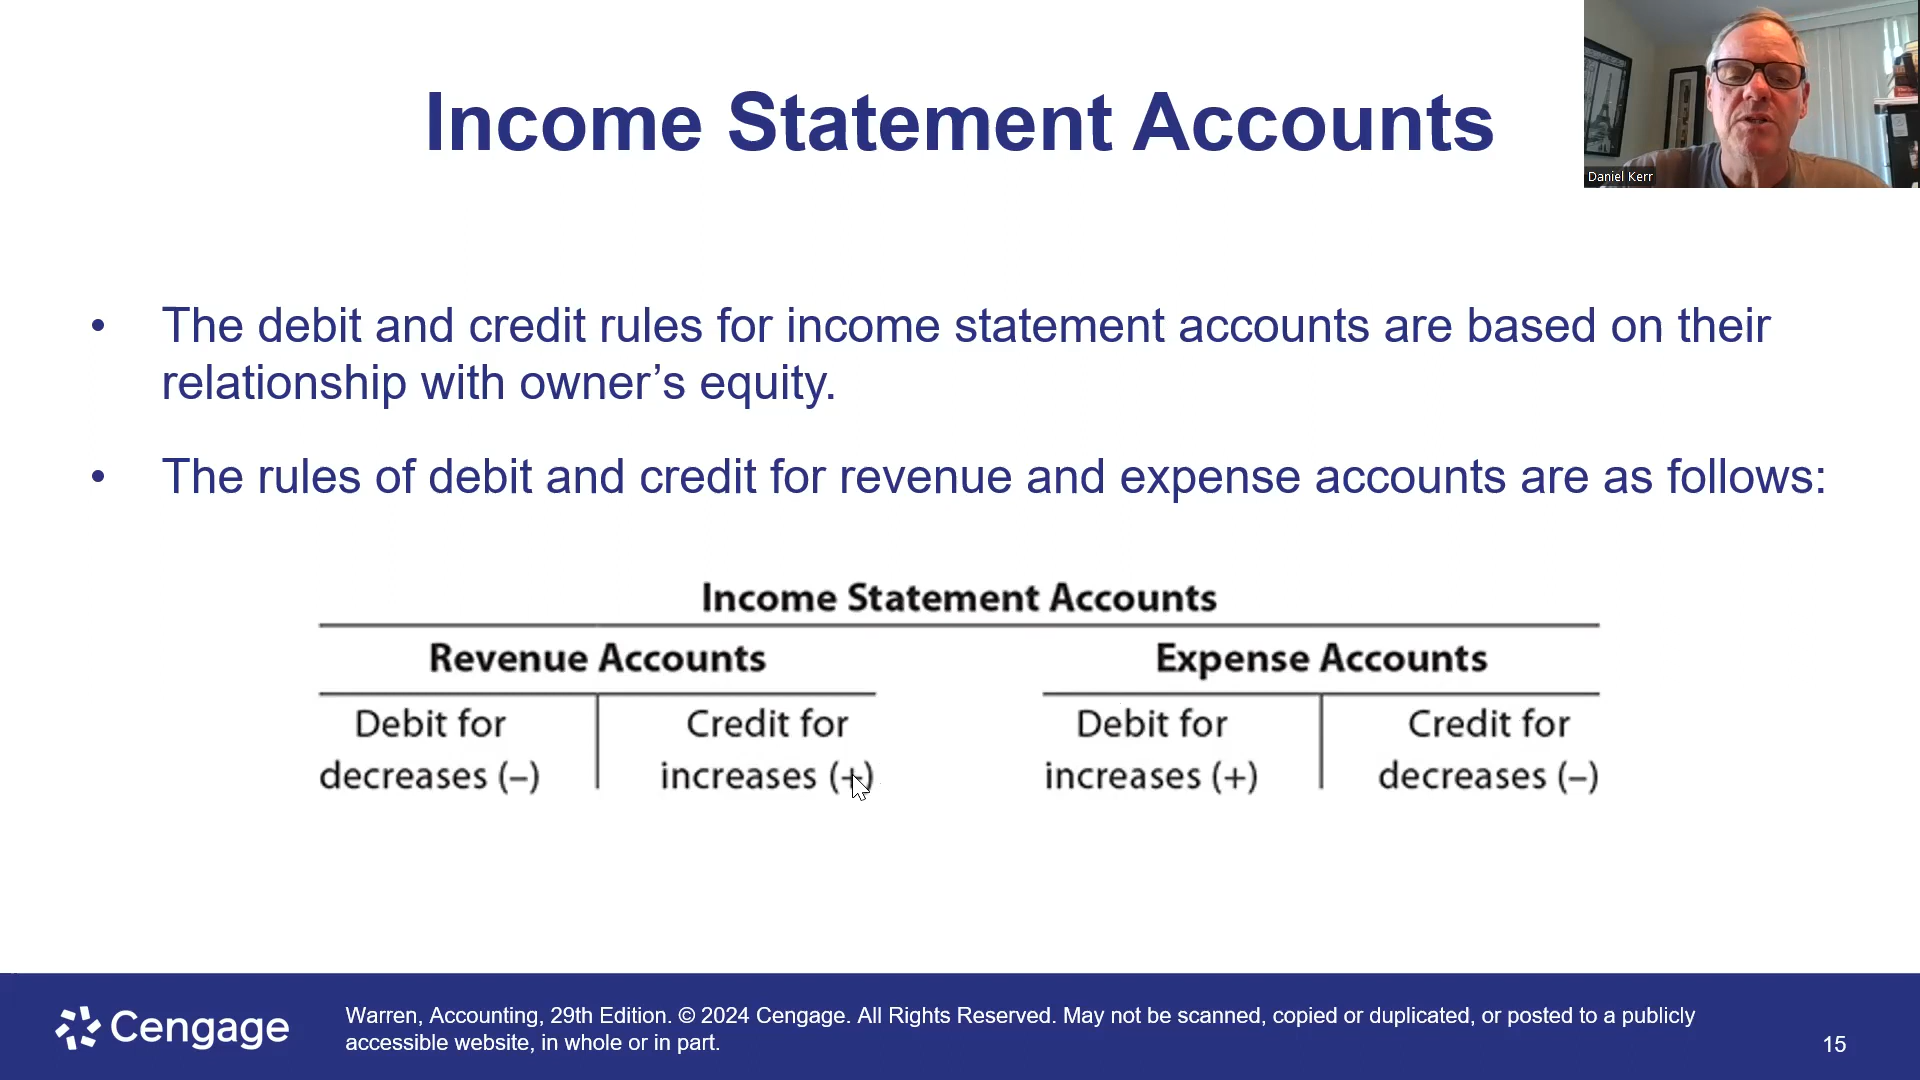 Income Statement Accounts
Daniel Kerr
• The debit and credit rules for income statement accounts are based on their
relationship with owner’s equity.
• The rules of debit and credit for revenue and expense accounts are as follows:
Income Statement Accounts
Revenue Accounts Expense Accounts
Debit for Credit for Debit for Credit for
decreases (–) increases (+) increases (+) decreases (–)
Cengage
Warren, Accounting, 29th Edition. © 2024 Cengage. All Rights Reserved. May not be scanned, copied or duplicated, or posted to a publicly
accessible website, in whole or in part.
15